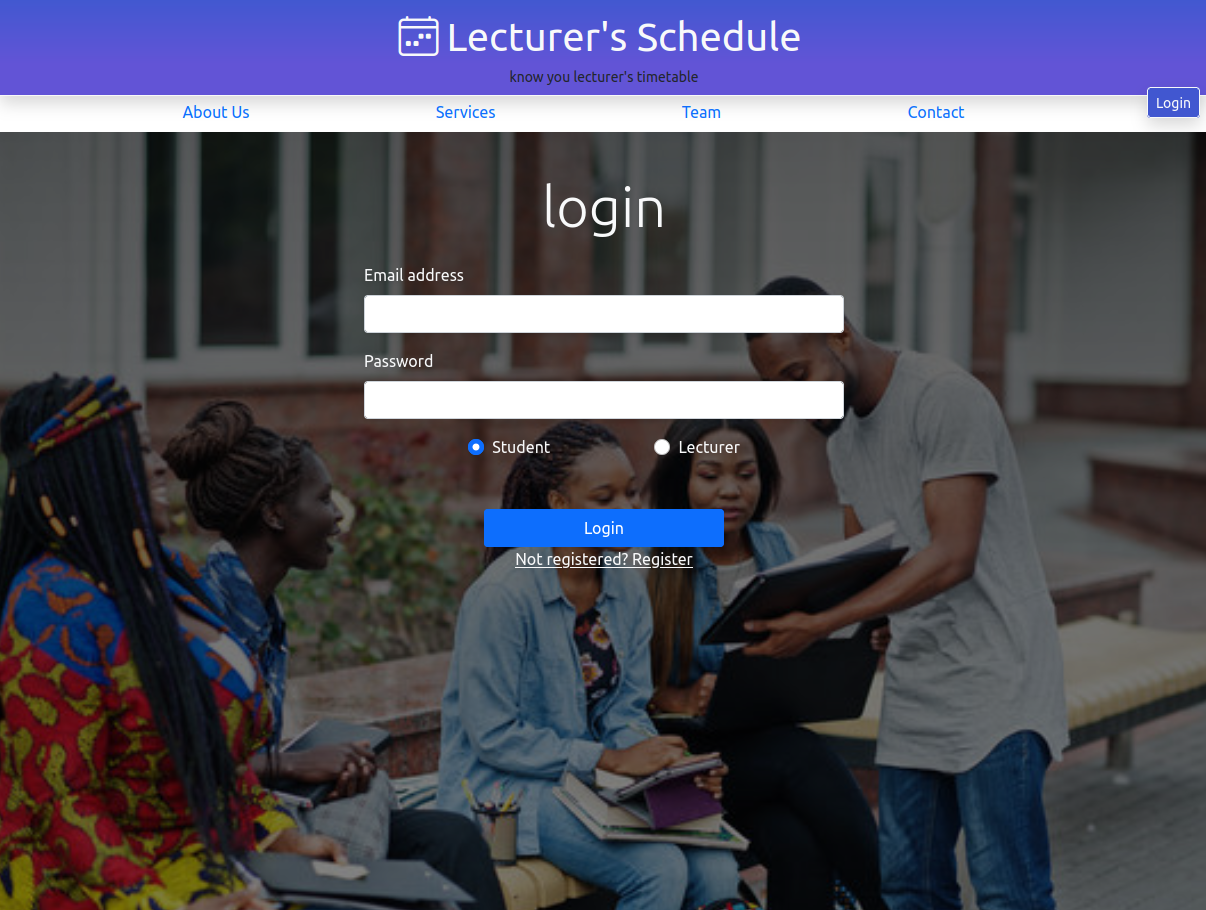 Lecturer's Schedule
know you lecturer's timetable
About Us Services Team Contact Login
login
Email address
Password
Student Lecturer
Login
Not registered? Register